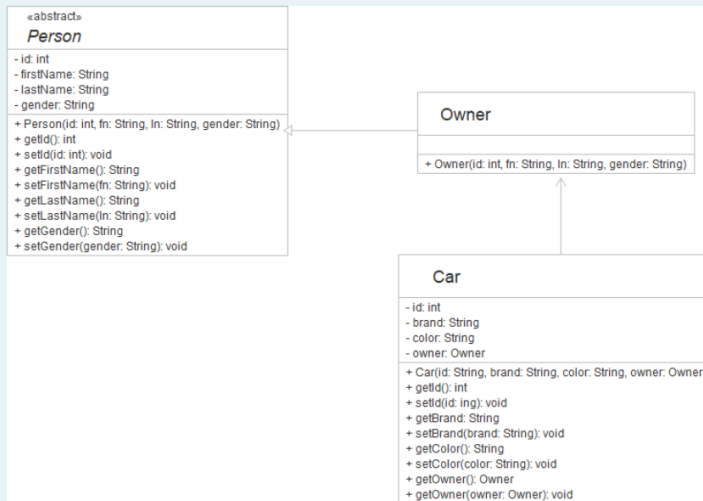 «abstract»
Person
- id: int
- firstName: String
- lastName: String
- gender: String
+ Person(id: int, fn: String, ln: String, gender: String)
+ getId(): int
+ setId(id: int): void
+ getFirstName(): String
+ setFirstName(fn: String): void
+ getLastName(): String
+ setLastName(ln: String): void
+ getGender(): String
+ setGender(gender: String): void
Owner
+ Owner(id: int, fn: String, ln: String, gender: String)
Car
- id: int
- brand: String
- color: String
- owner: Owner
+ Car(id: String, brand: String, color: String, owner: Owner
+ getId(): int
+ setId(id: ing): void
+ getBrand: String
+ setBrand(brand: String): void
+ getColor(): String
+ setColor(color: String): void
+ getOwner(): Owner
+ getOwner(owner: Owner): void